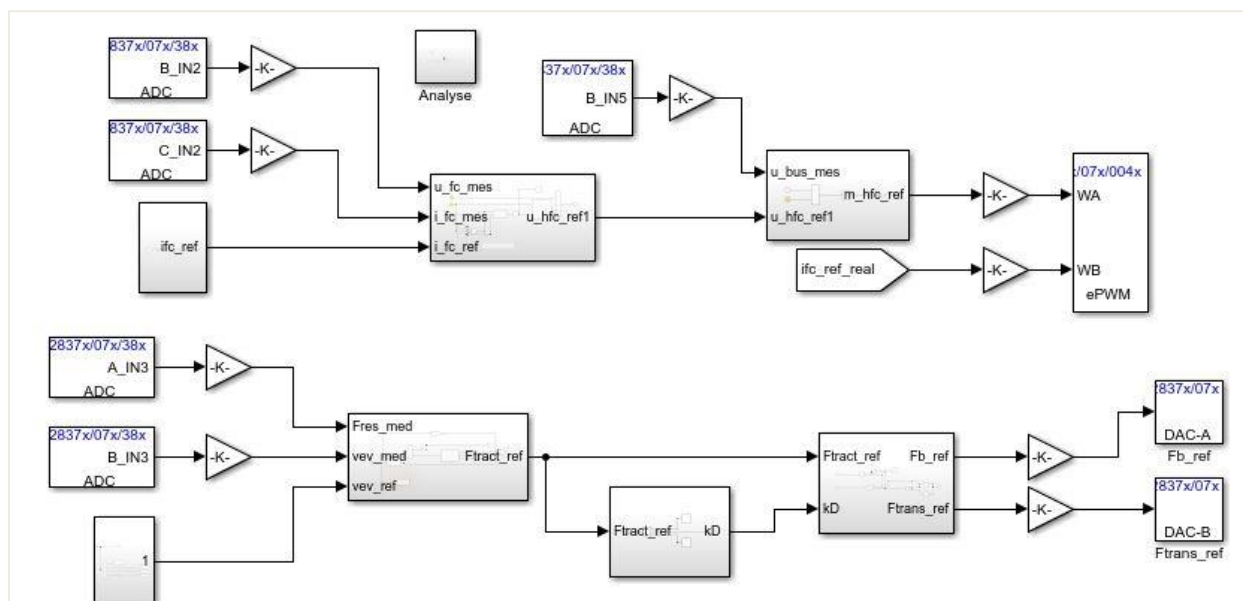 837x/07x/38x
B_IN2
ADC
-K-
Analyse
37x/07x/38x
B_IN5
ADC
-K-
837x/07x/38x
C_IN2
ADC
-K-
u_fc_mes
i_fc_mes
i_fc_ref
u_hfc_ref1
ifc_ref
u_bus_mes
u_hfc_ref1
m_hfc_ref
-K-
:/07x/004x
WA
WB
ePWM
ifc_ref_real
-K-
2837x/07x/38x
A_IN3
ADC
-K-
2837x/07x/38x
B_IN3
ADC
-K-
Fres_med
vev_med
vev_ref
Ftract_ref
1
Ftract_ref
kD
Ftract_ref
kD
Fb_ref
Ftrans_ref
-K-
-K-
2837x/07x
DAC-A
Fb_ref
2837x/07x
DAC-B
Ftrans_ref